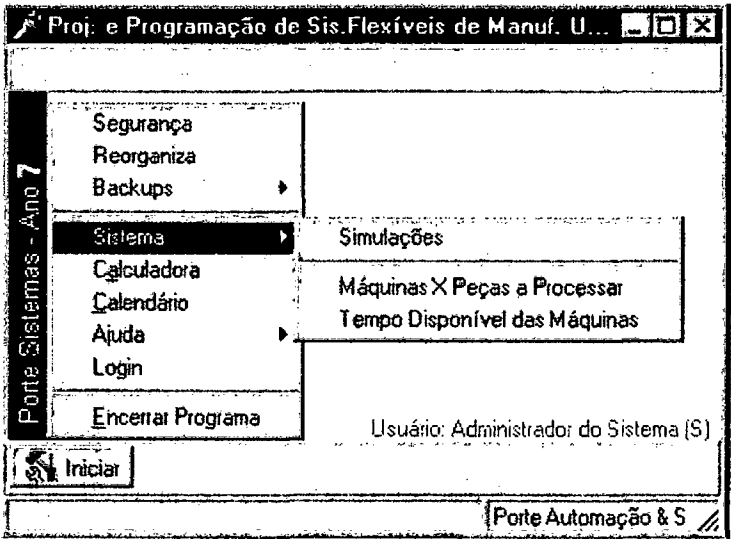 Proj. e Programação de Sis.Flexíveis de Manuf. U...
Segurança
Reorganiza
Backups
Sistema
Calculadora
Calendário
Ajuda
Login
Encerrar Programa
Simulações
Máquinas X Peças a Processar
Tempo Disponível das Máquinas
Porte Sistemas - Ano 7
Usuário: Administrador do Sistema (S)
Iniciar
Porte Automação & S